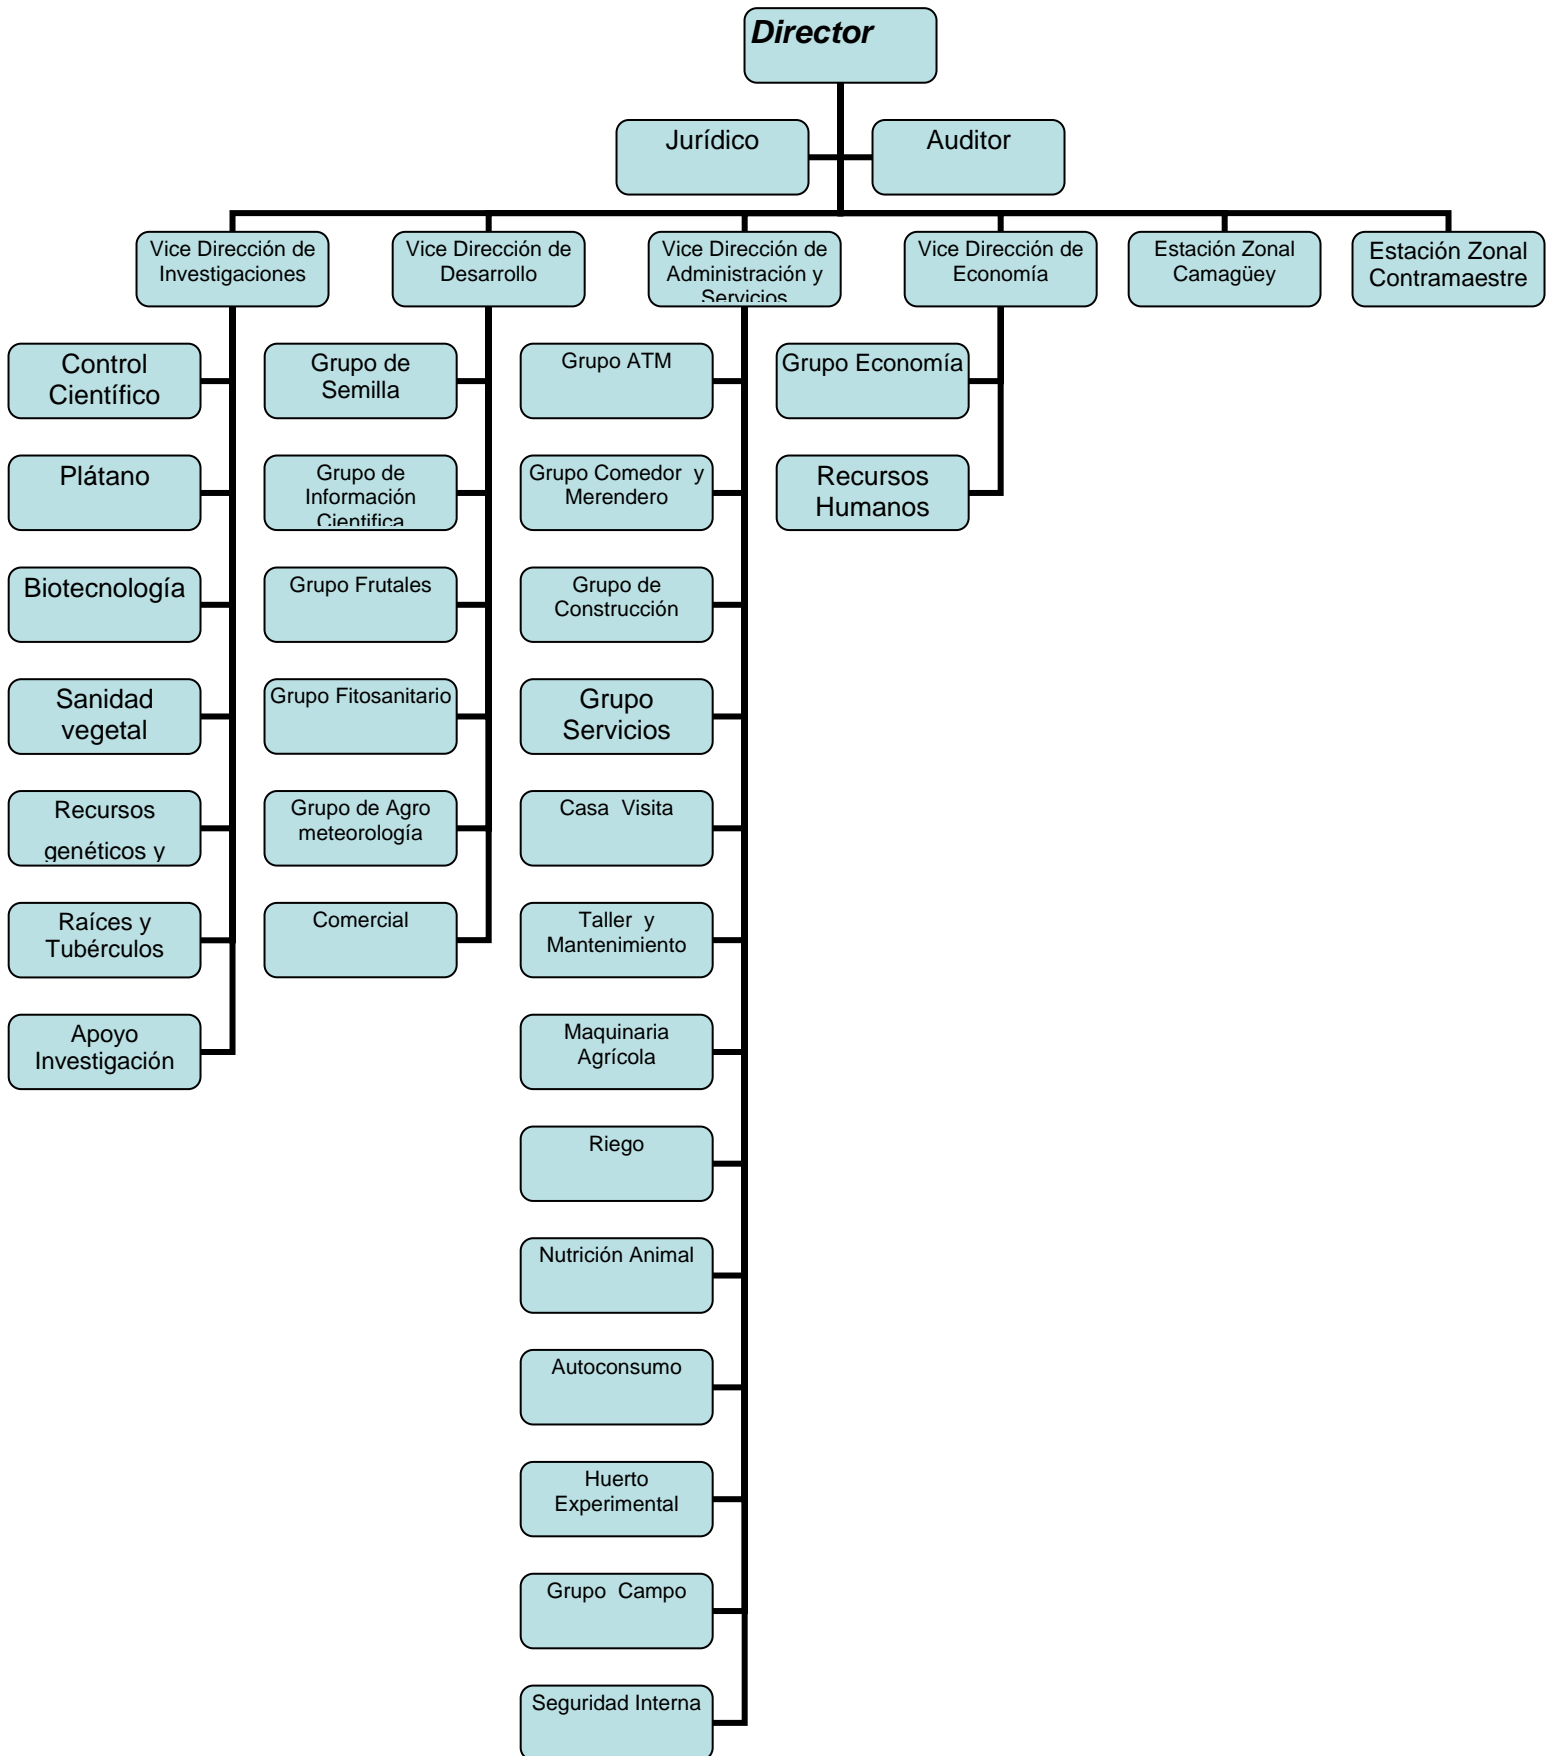 Director
Jurídico
Auditor
Vice Dirección de
Investigaciones
Vice Dirección de
Desarrollo
Vice Dirección de
Administración y
Servicios
Vice Dirección de
Economía
Estación Zonal
Camagüey
Estación Zonal
Contramaestre
Control
Científico
Plátano
Biotecnología
Sanidad
vegetal
Recursos
genéticos y
Raíces y
Tubérculos
Apoyo
Investigación
Grupo de
Semilla
Grupo de
Información
Cientifica
Grupo Frutales
Grupo Fitosanitario
Grupo de Agro
meteorología
Comercial
Grupo ATM
Grupo Comedor y
Merendero
Grupo de
Construcción
Grupo
Servicios
Casa Visita
Taller y
Mantenimiento
Maquinaria
Agrícola
Riego
Nutrición Animal
Autoconsumo
Huerto
Experimental
Grupo Campo
Seguridad Interna
Grupo Economía
Recursos
Humanos